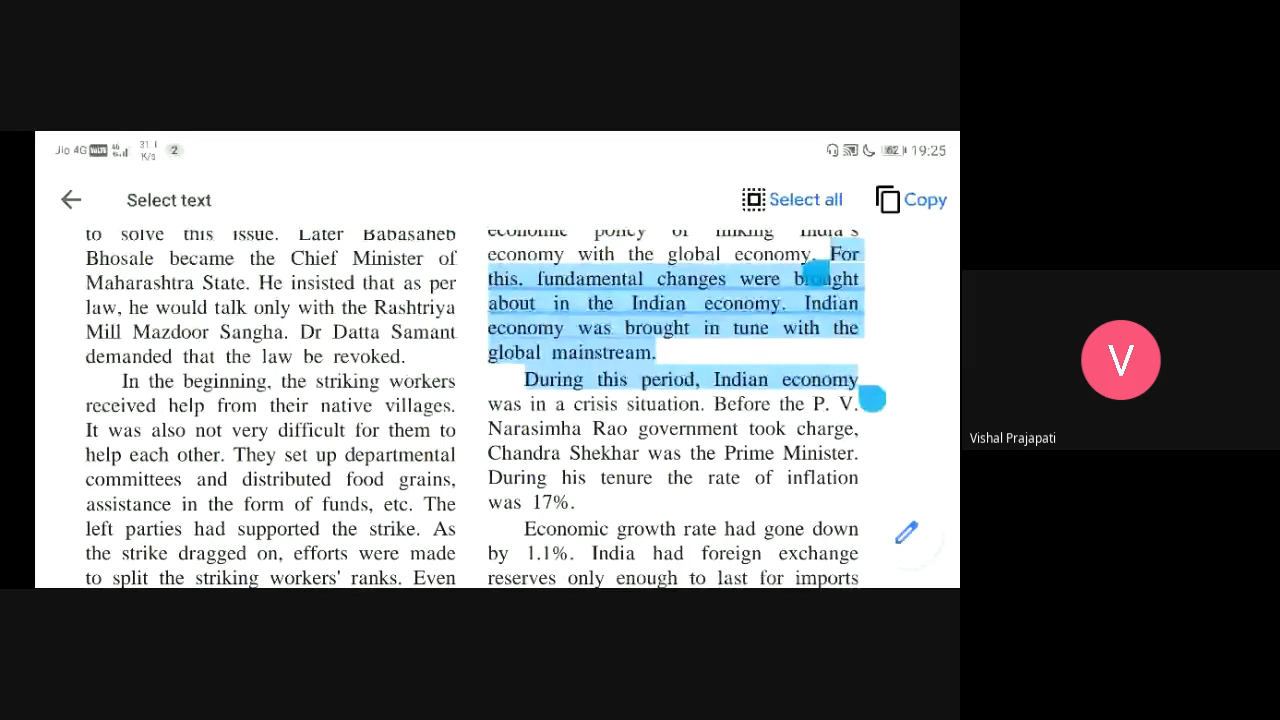 Jio 4G VoLTE 4G 31.1 K/s 2
62 19:25
Select text
Select all
Copy
to solve this issue. Later Babasaheb
Bhosale became the Chief Minister of
Maharashtra State. He insisted that as per
law, he would talk only with the Rashtriya
Mill Mazdoor Sangha. Dr Datta Samant
demanded that the law be revoked.
In the beginning, the striking workers
received help from their native villages.
It was also not very difficult for them to
help each other. They set up departmental
committees and distributed food grains,
assistance in the form of funds, etc. The
left parties had supported the strike. As
the strike dragged on, efforts were made
to split the striking workers' ranks. Even
economic policy of linking India's
economy with the global economy. For
this, fundamental changes were brought
about in the Indian economy. Indian
economy was brought in tune with the
global mainstream.
During this period, Indian economy
was in a crisis situation. Before the P. V.
Narasimha Rao government took charge,
Chandra Shekhar was the Prime Minister.
During his tenure the rate of inflation
was 17%.
Economic growth rate had gone down
by 1.1%. India had foreign exchange
reserves only enough to last for imports
V
Vishal Prajapati